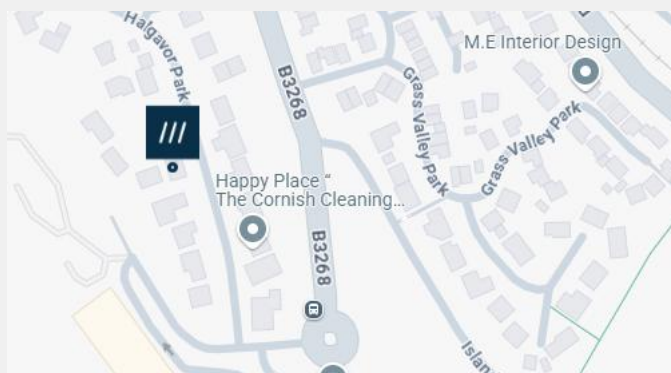 Halgavor Park
B3268
M.E Interior Design
Grass Valley Park
Grass Valley Park
Happy Place “
The Cornish Cleaning...
B3268